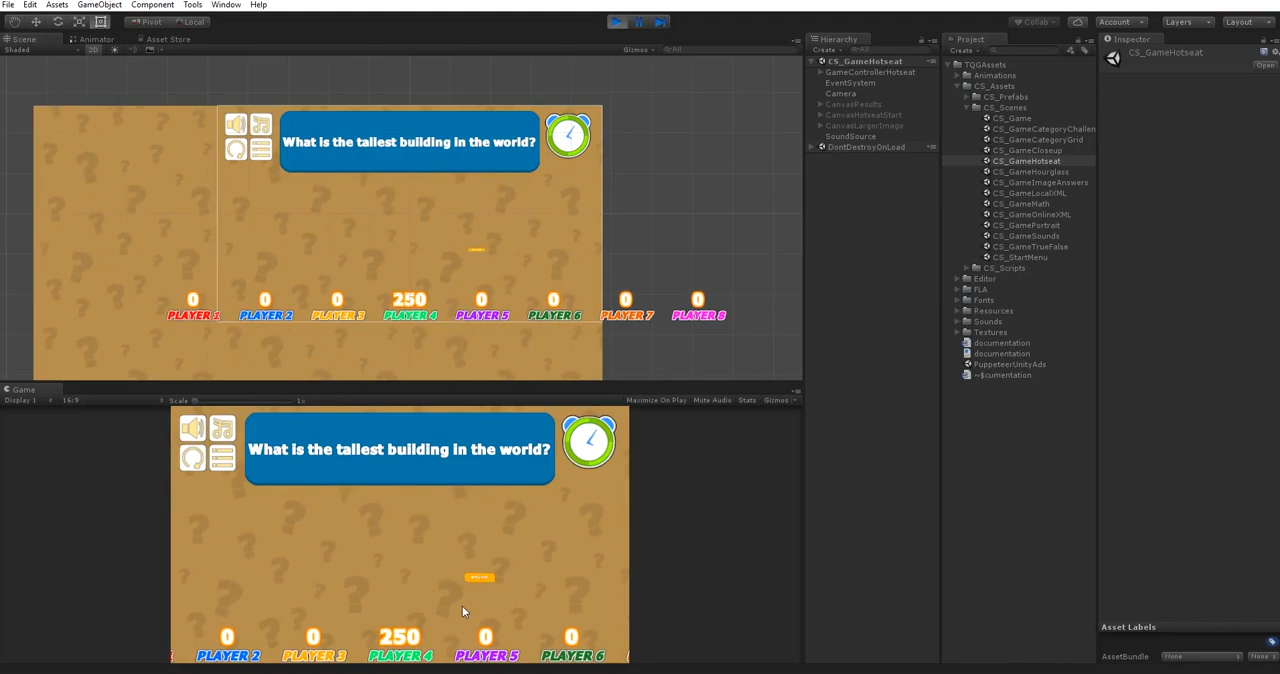 File Edit Assets GameObject Component Tools Window Help
Pivot Local Collab Account Layers Layout
Scene Animator Asset Store
Shaded 2D Gizmos All
What is the tallest building in the world?
0 0 0 250 0 0 0 0
PLAYER 1 PLAYER 2 PLAYER 3 PLAYER 4 PLAYER 5 PLAYER 6 PLAYER 7 PLAYER 8
Game
Display 1 16:9 Scale 1x Maximize On Play Mute Audio Stats Gizmos
What is the tallest building in the world?
0 0 250 0 0
PLAYER 2 PLAYER 3 PLAYER 4 PLAYER 5 PLAYER 6
Hierarchy
Create All
CS_GameHotseat
GameControllerHotseat
EventSystem
Camera
CanvasResults
CanvasHotseatStart
CanvasLargerImage
SoundSource
DontDestroyOnLoad
Project
Create
TQGAssets
Animations
CS_Assets
CS_Prefabs
CS_Scenes
CS_Game
CS_GameCategoryChallen
CS_GameCategoryGrid
CS_GameCloseup
CS_GameHotseat
CS_GameHourglass
CS_GameImageAnswers
CS_GameLocalXML
CS_GameMath
CS_GameOnlineXML
CS_GamePortrait
CS_GameSounds
CS_GameTrueFalse
CS_StartMenu
CS_Scripts
Editor
FLA
Fonts
Resources
Sounds
Textures
documentation
documentation
PuppeteerUnityAds
~$cumentation
Inspector
CS_GameHotseat
Open
Asset Labels
AssetBundle None None